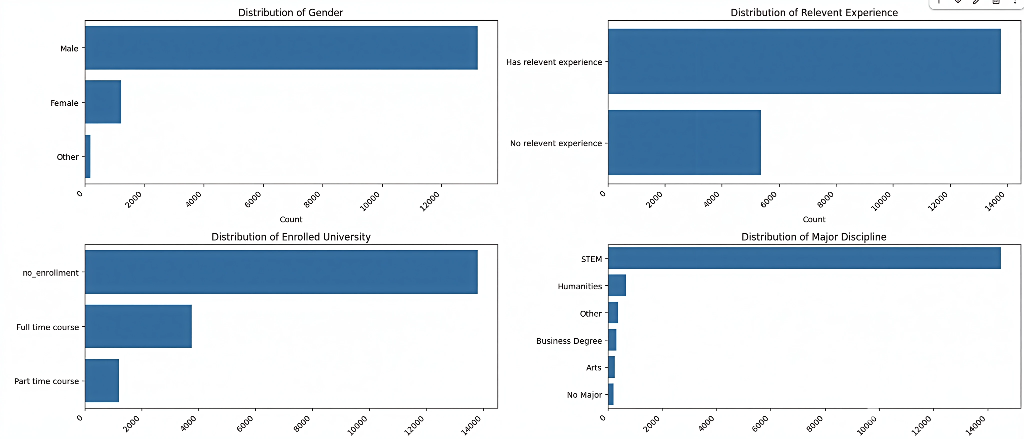 Distribution of Gender
Male
Female
Other
0 2000 4000 6000 8000 10000 12000
Count
Distribution of Relevent Experience
Has relevent experience
No relevent experience
0 2000 4000 6000 8000 10000 12000 14000
Count
Distribution of Enrolled University
no_enrollment
Full time course
Part time course
0 2000 4000 6000 8000 10000 12000 14000
Distribution of Major Discipline
STEM
Humanities
Other
Business Degree
Arts
No Major
0 2000 4000 6000 8000 10000 12000 14000